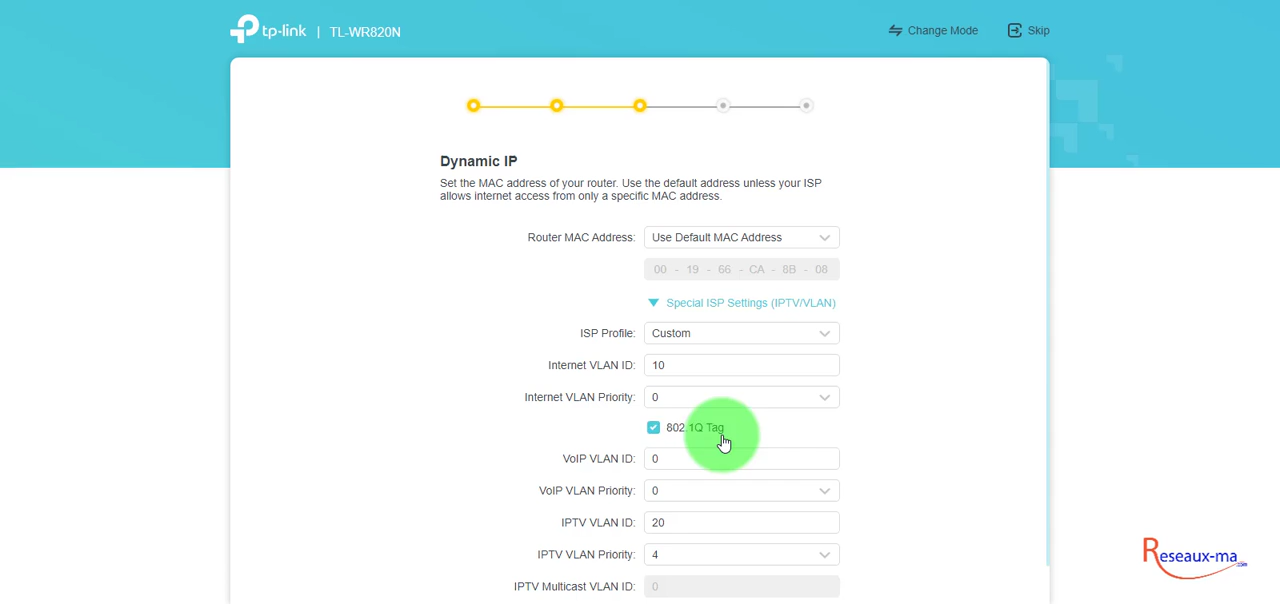 tp-link | TL-WR820N
Change Mode
Skip
Dynamic IP
Set the MAC address of your router. Use the default address unless your ISP
allows internet access from only a specific MAC address.
Router MAC Address: Use Default MAC Address
00 - 19 - 66 - CA - 8B - 08
Special ISP Settings (IPTV/VLAN)
ISP Profile: Custom
Internet VLAN ID: 10
Internet VLAN Priority: 0
802.1Q Tag
VoIP VLAN ID: 0
VoIP VLAN Priority: 0
IPTV VLAN ID: 20
IPTV VLAN Priority: 4
IPTV Multicast VLAN ID: 0
Reseaux-ma.com